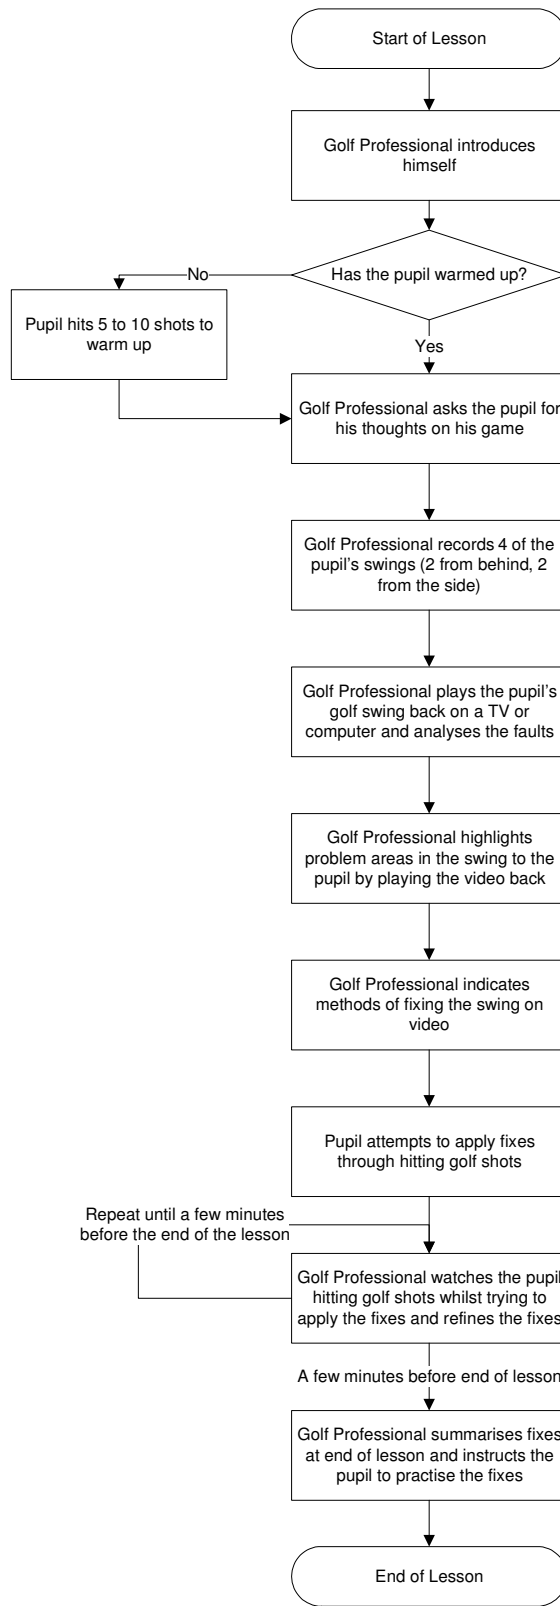 Start of Lesson
Golf Professional introduces
himself
Has the pupil warmed up?
No
Pupil hits 5 to 10 shots to
warm up
Yes
Golf Professional asks the pupil for
his thoughts on his game
Golf Professional records 4 of the
pupil's swings (2 from behind, 2
from the side)
Golf Professional plays the pupil's
golf swing back on a TV or
computer and analyses the faults
Golf Professional highlights
problem areas in the swing to the
pupil by playing the video back
Golf Professional indicates
methods of fixing the swing on
video
Pupil attempts to apply fixes
through hitting golf shots
Repeat until a few minutes
before the end of the lesson
Golf Professional watches the pupil
hitting golf shots whilst trying to
apply the fixes and refines the fixes
A few minutes before end of lesson
Golf Professional summarises fixes
at end of lesson and instructs the
pupil to practise the fixes
End of Lesson